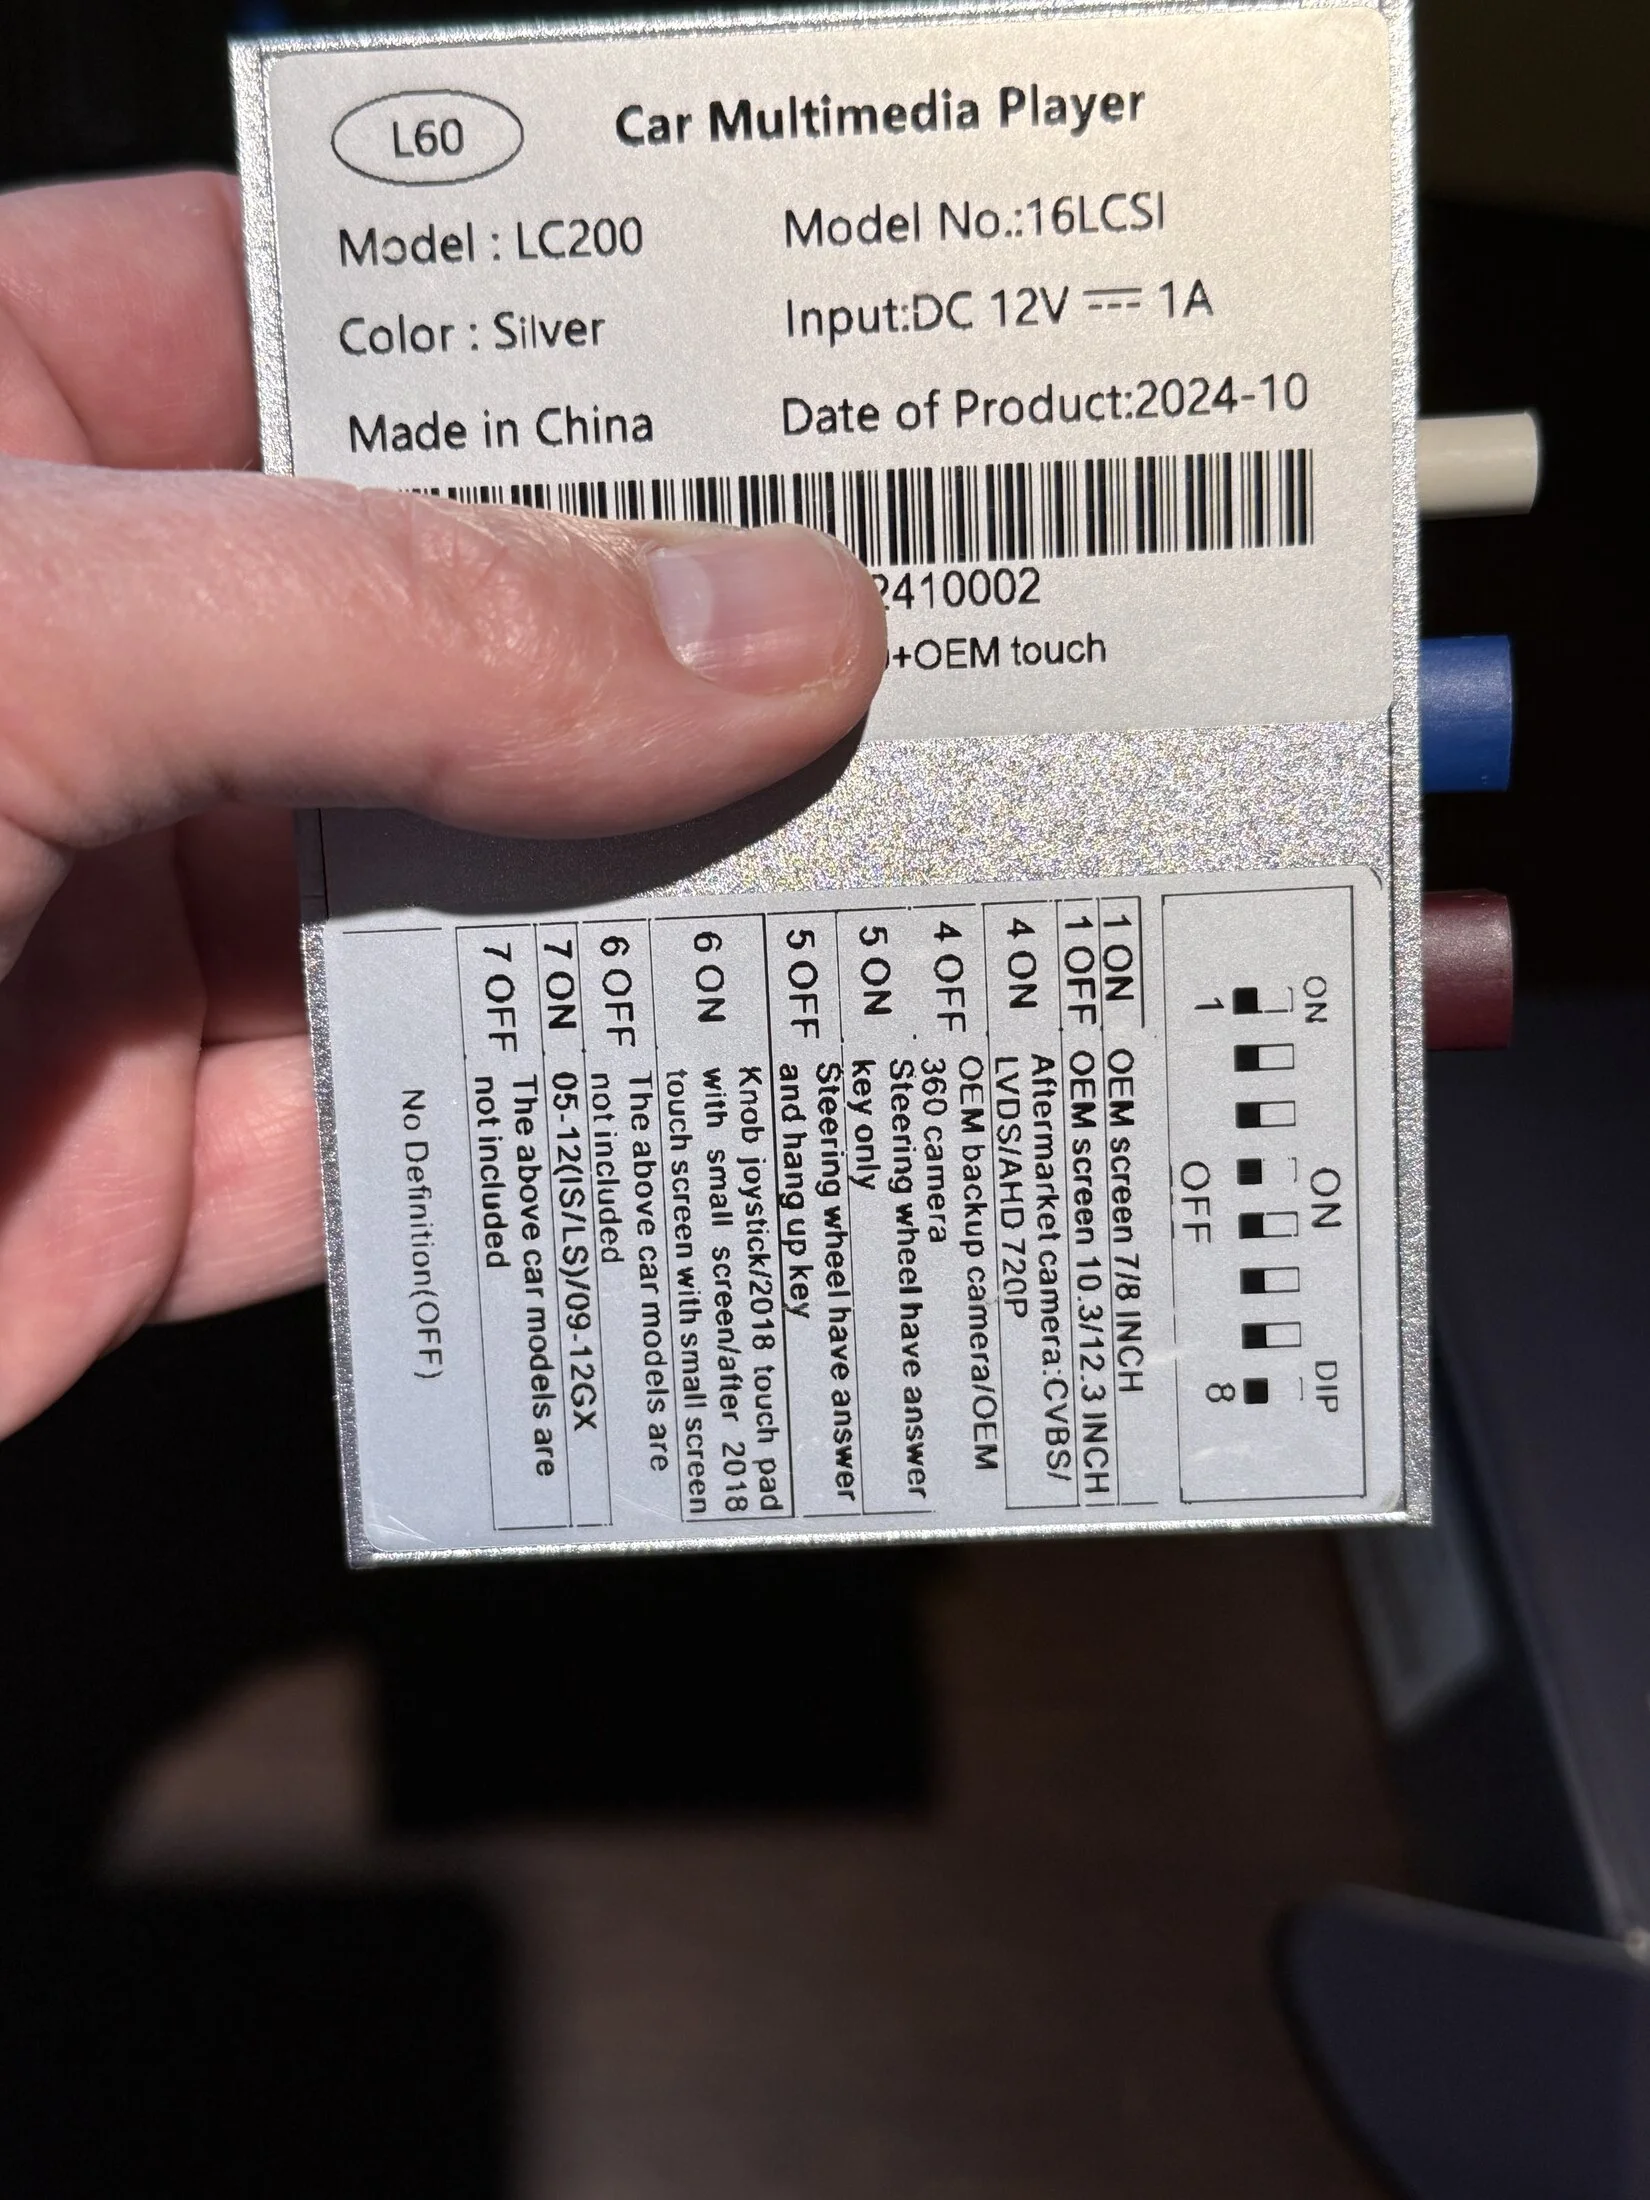 L60
Car Multimedia Player
Model : LC200
Model No.:16LCSI
Color : Silver
Input:DC 12V 1A
Made in China
Date of Product:2024-10
2410002
+OEM touch
ON
ON
DIP
1
OFF
8
1 ON OEM screen 7/8 INCH
1 OFF OEM screen 10.3/12.3 INCH
4 ON Aftermarket camera:CVBS/
LVDS/AHD 720P
4 OFF OEM backup camera/OEM
360 camera
5 ON Steering wheel have answer
key only
5 OFF Steering wheel have answer
and hang up key
6 ON Knob joystick/2018 touch pad
with small screen/after 2018
touch screen with small screen
6 OFF The above car models are
not included
7 ON 05-12(IS/LS)/09-12GX
7 OFF The above car models are
not included
No Definition(OFF)